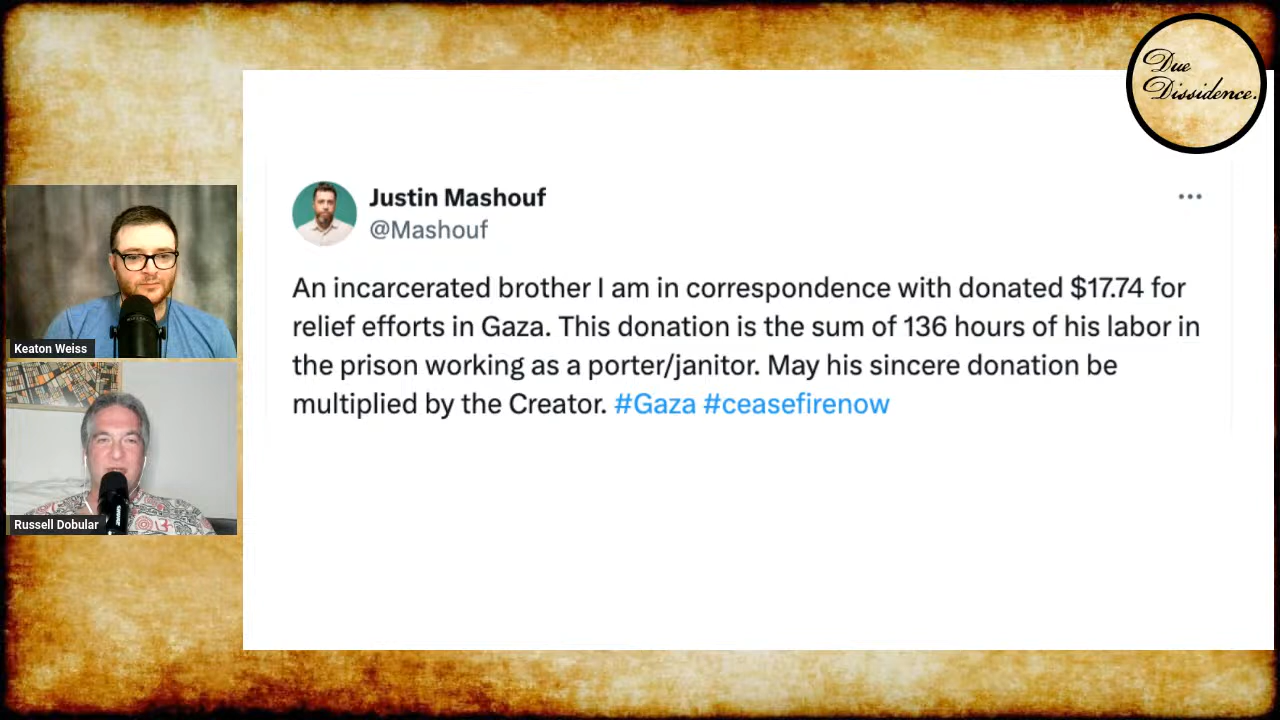 Due
Dissidence.
Justin Mashouf
@Mashouf
An incarcerated brother I am in correspondence with donated $17.74 for
relief efforts in Gaza. This donation is the sum of 136 hours of his labor in
the prison working as a porter/janitor. May his sincere donation be
multiplied by the Creator. #Gaza #ceasefirenow
Keaton Weiss
Russell Dobular